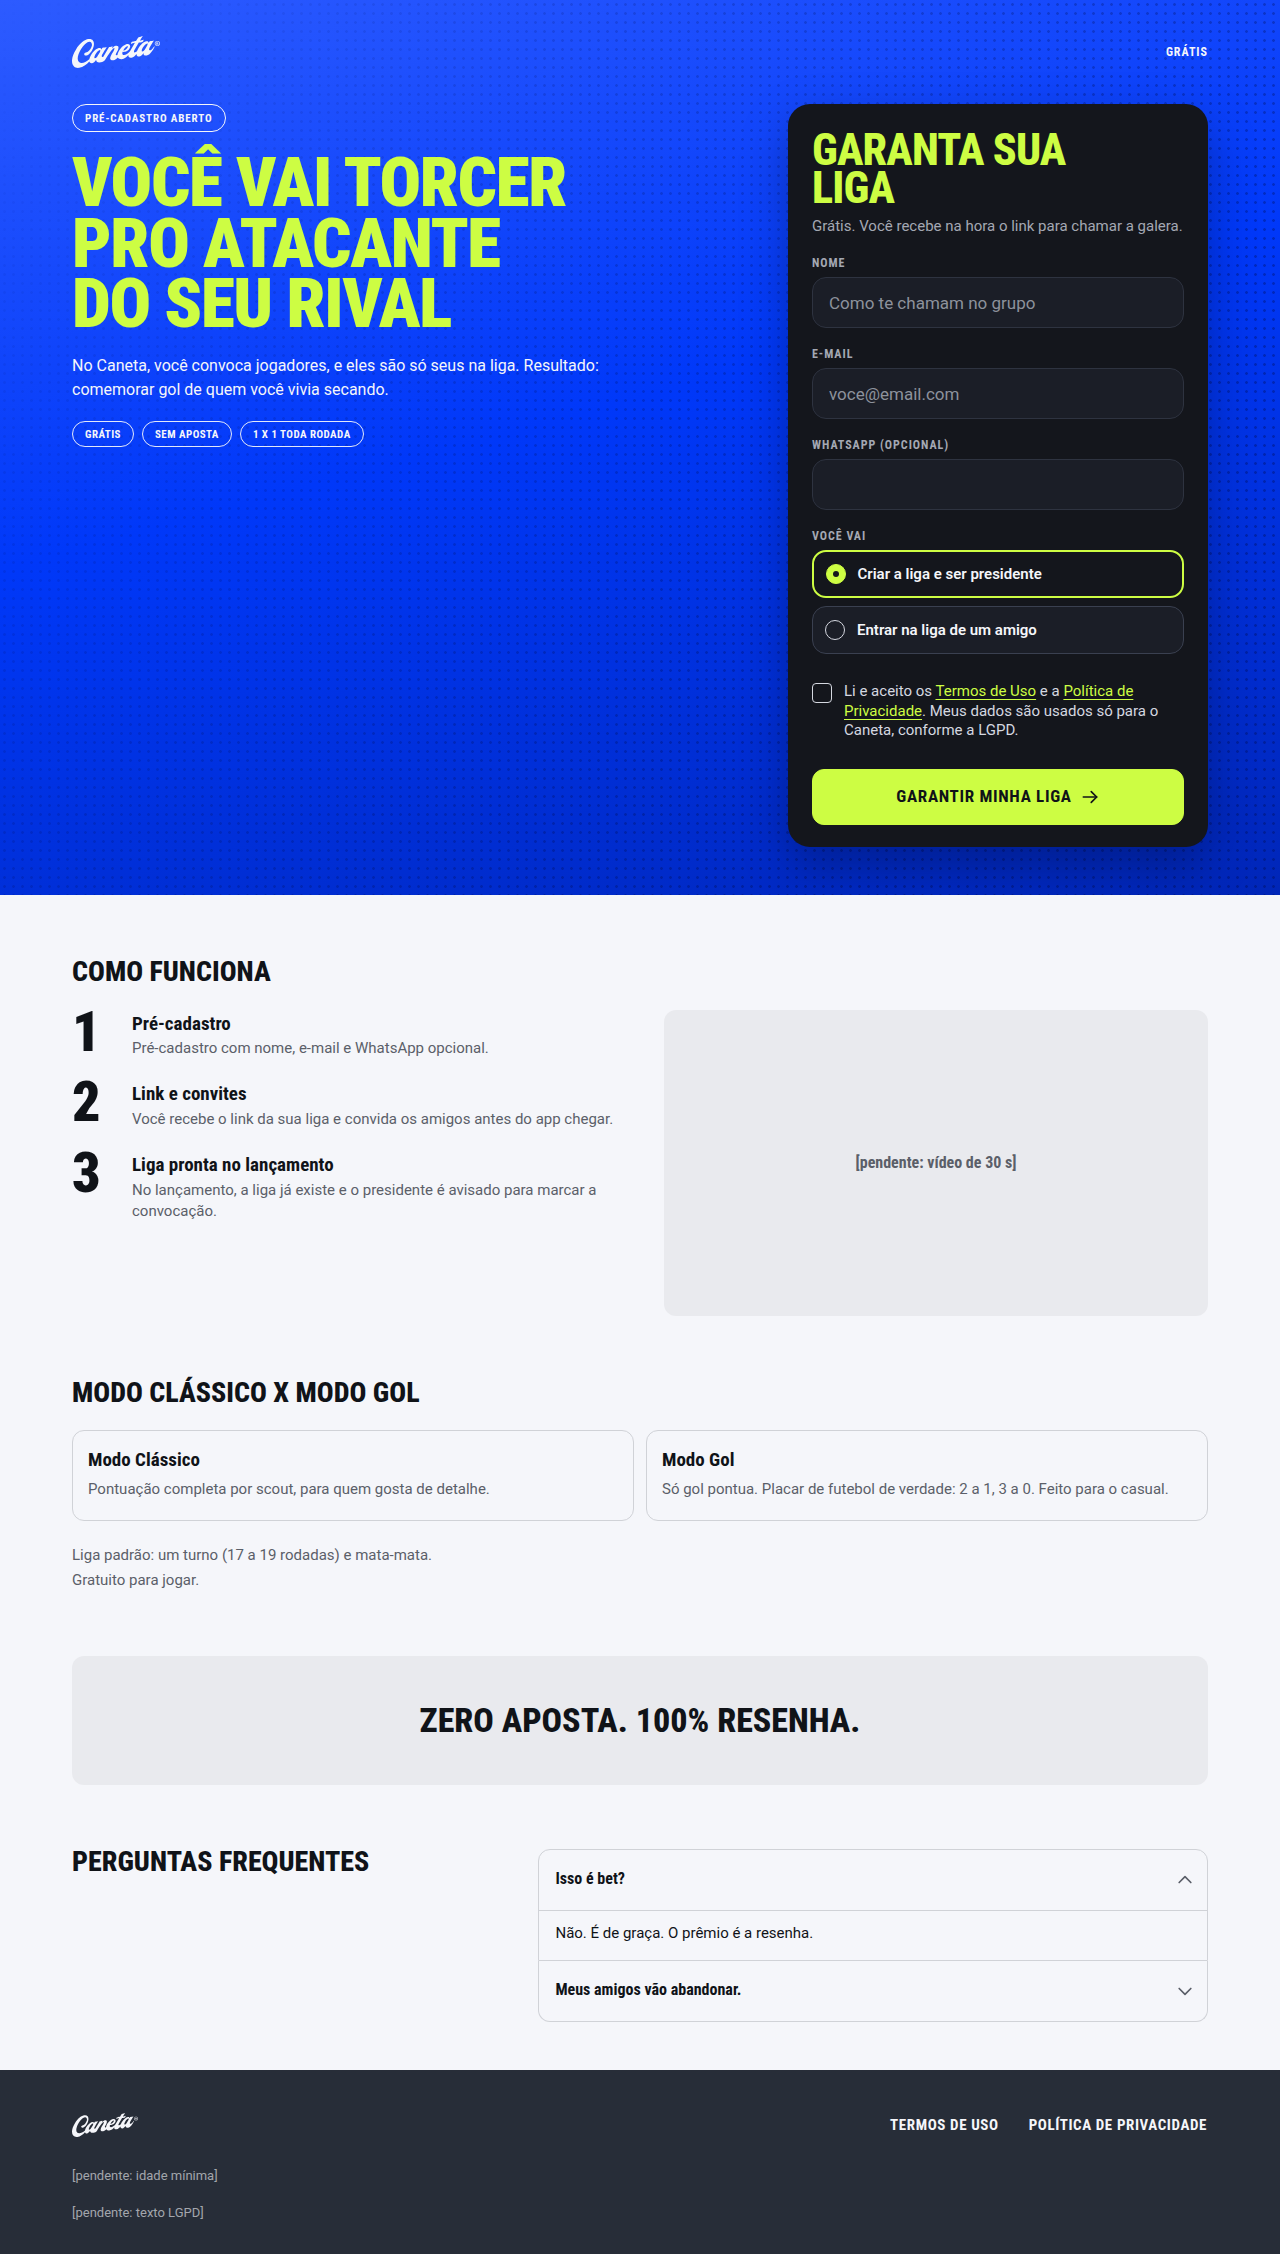 Caneta®
GRÁTIS
PRÉ-CADASTRO ABERTO
VOCÊ VAI TORCER
PRO ATACANTE
DO SEU RIVAL
No Caneta, você convoca jogadores, e eles são só seus na liga. Resultado:
comemorar gol de quem você vivia secando.
GRÁTIS
SEM APOSTA
1 X 1 TODA RODADA
GARANTA SUA
LIGA
Grátis. Você recebe na hora o link para chamar a galera.
NOME
Como te chamam no grupo
E-MAIL
voce@email.com
WHATSAPP (OPCIONAL)
VOCÊ VAI
Criar a liga e ser presidente
Entrar na liga de um amigo
Li e aceito os Termos de Uso e a Política de
Privacidade. Meus dados são usados só para o
Caneta, conforme a LGPD.
GARANTIR MINHA LIGA →
COMO FUNCIONA
1
Pré-cadastro
Pré-cadastro com nome, e-mail e WhatsApp opcional.
2
Link e convites
Você recebe o link da sua liga e convida os amigos antes do app chegar.
3
Liga pronta no lançamento
No lançamento, a liga já existe e o presidente é avisado para marcar a
convocação.
[pendente: vídeo de 30 s]
MODO CLÁSSICO X MODO GOL
Modo Clássico
Pontuação completa por scout, para quem gosta de detalhe.
Modo Gol
Só gol pontua. Placar de futebol de verdade: 2 a 1, 3 a 0. Feito para o casual.
Liga padrão: um turno (17 a 19 rodadas) e mata-mata.
Gratuito para jogar.
ZERO APOSTA. 100% RESENHA.
PERGUNTAS FREQUENTES
Isso é bet?
Não. É de graça. O prêmio é a resenha.
Meus amigos vão abandonar.
Caneta®
TERMOS DE USO
POLÍTICA DE PRIVACIDADE
[pendente: idade mínima]
[pendente: texto LGPD]